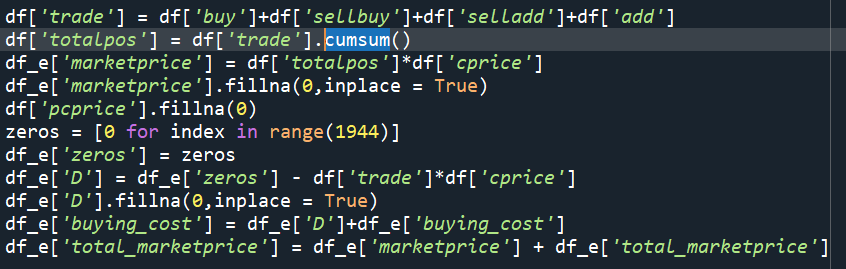 df['trade'] = df['buy']+df['sellbuy']+df['selladd']+df['add']
df['totalpos'] = df['trade'].cumsum()
df_e['marketprice'] = df['totalpos']*df['cprice']
df_e['marketprice'].fillna(0,inplace = True)
df['pcprice'].fillna(0)
zeros = [0 for index in range(1944)]
df_e['zeros'] = zeros
df_e['D'] = df_e['zeros'] - df['trade']*df['cprice']
df_e['D'].fillna(0,inplace = True)
df_e['buying_cost'] = df_e['D']+df_e['buying_cost']
df_e['total_marketprice'] = df_e['marketprice'] + df_e['total_marketprice']